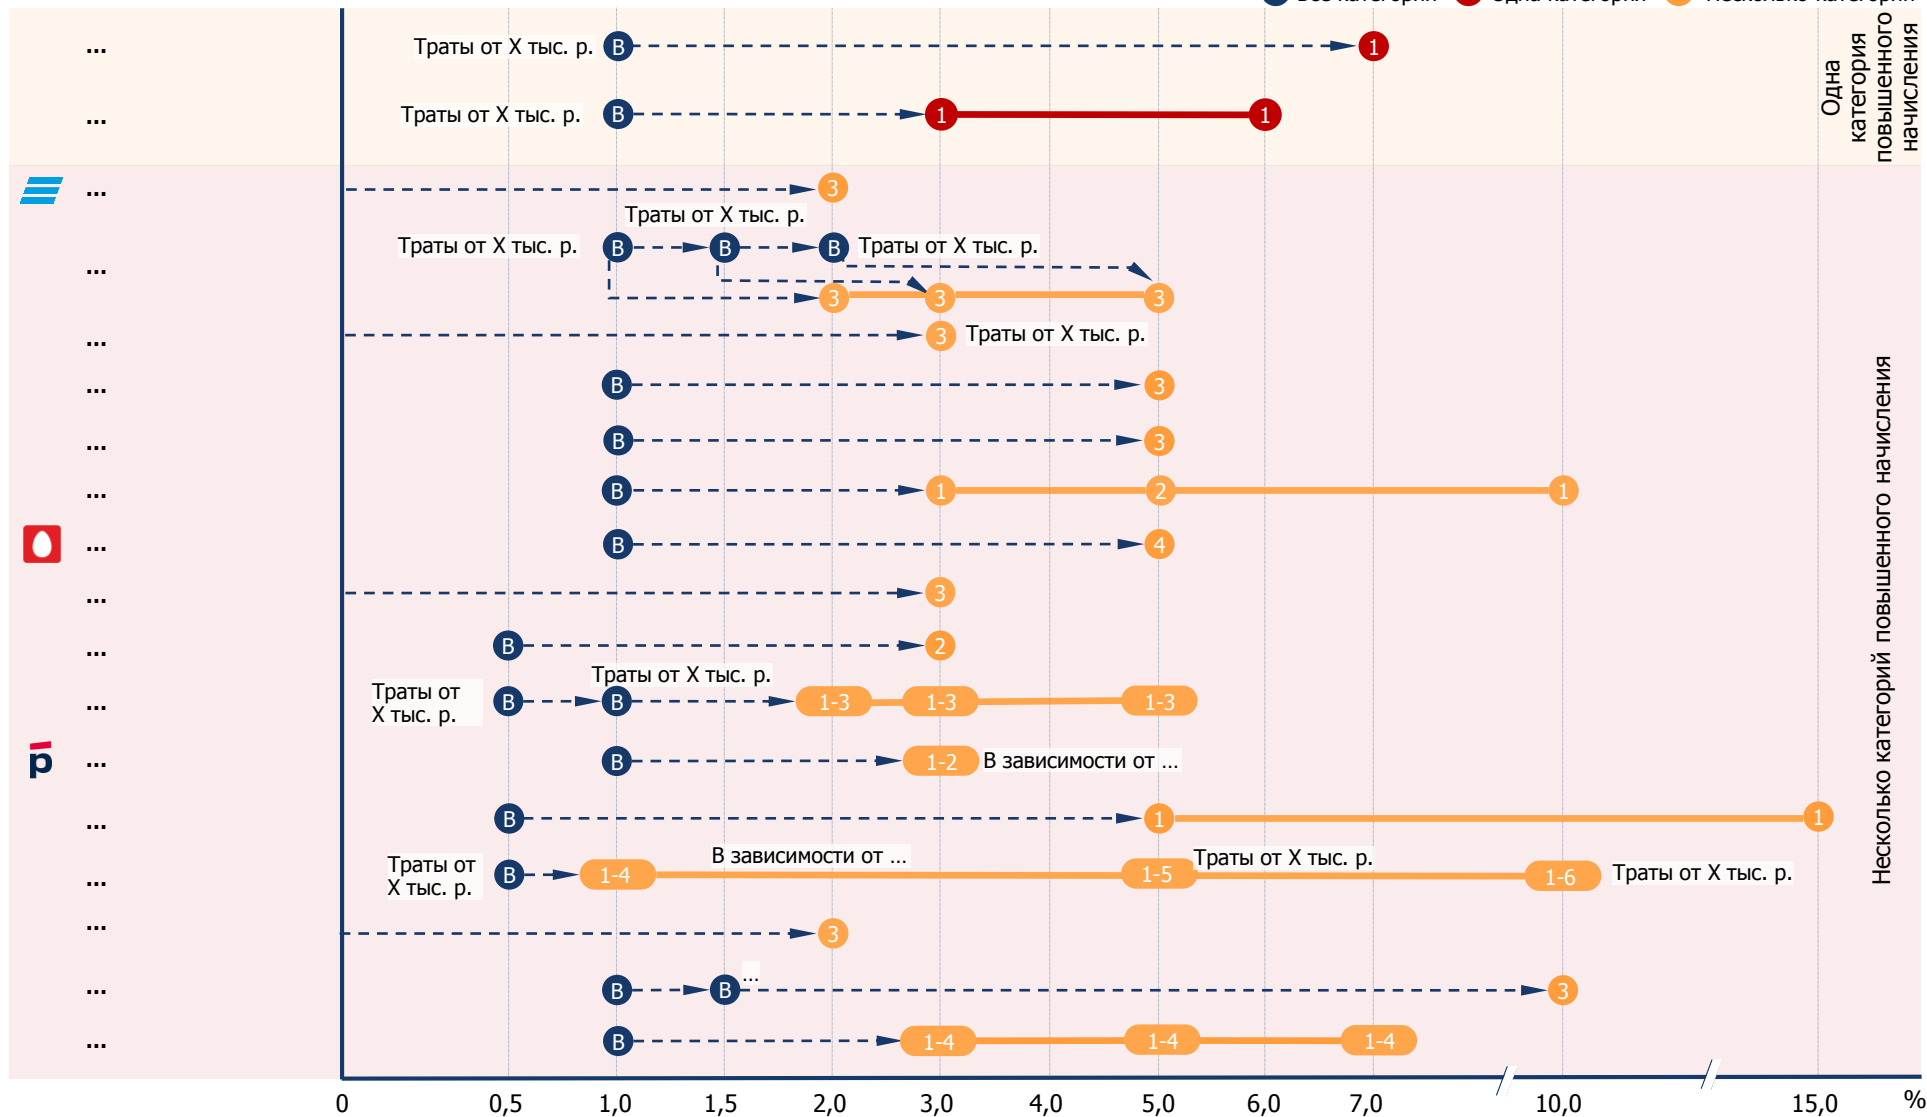 Все категории Одна категория Несколько категорий
... Траты от X тыс. р. В 1
... Траты от X тыс. р. В 1 1
Одна
категория
повышенного
начисления
... 3
Траты от X тыс. р.
Траты от X тыс. р. В В В Траты от X тыс. р.
...
3 3 3
... 3 Траты от X тыс. р.
... В 3
... В 3
... В 1 2 1
... В 4
... 3
... В 2
Траты от X тыс. р.
Траты от
X тыс. р.
... В В 1-3 1-3 1-3
р ... В 1-2 В зависимости от ...
... В 1 1
В зависимости от ... Траты от X тыс. р.
Траты от
X тыс. р.
... В 1-4 1-5 1-6 Траты от X тыс. р.
... 3
...
... В В 3
... В 1-4 1-4 1-4
Несколько категорий повышенного начисления
0 0,5 1,0 1,5 2,0 3,0 4,0 5,0 6,0 7,0 10,0 15,0 %